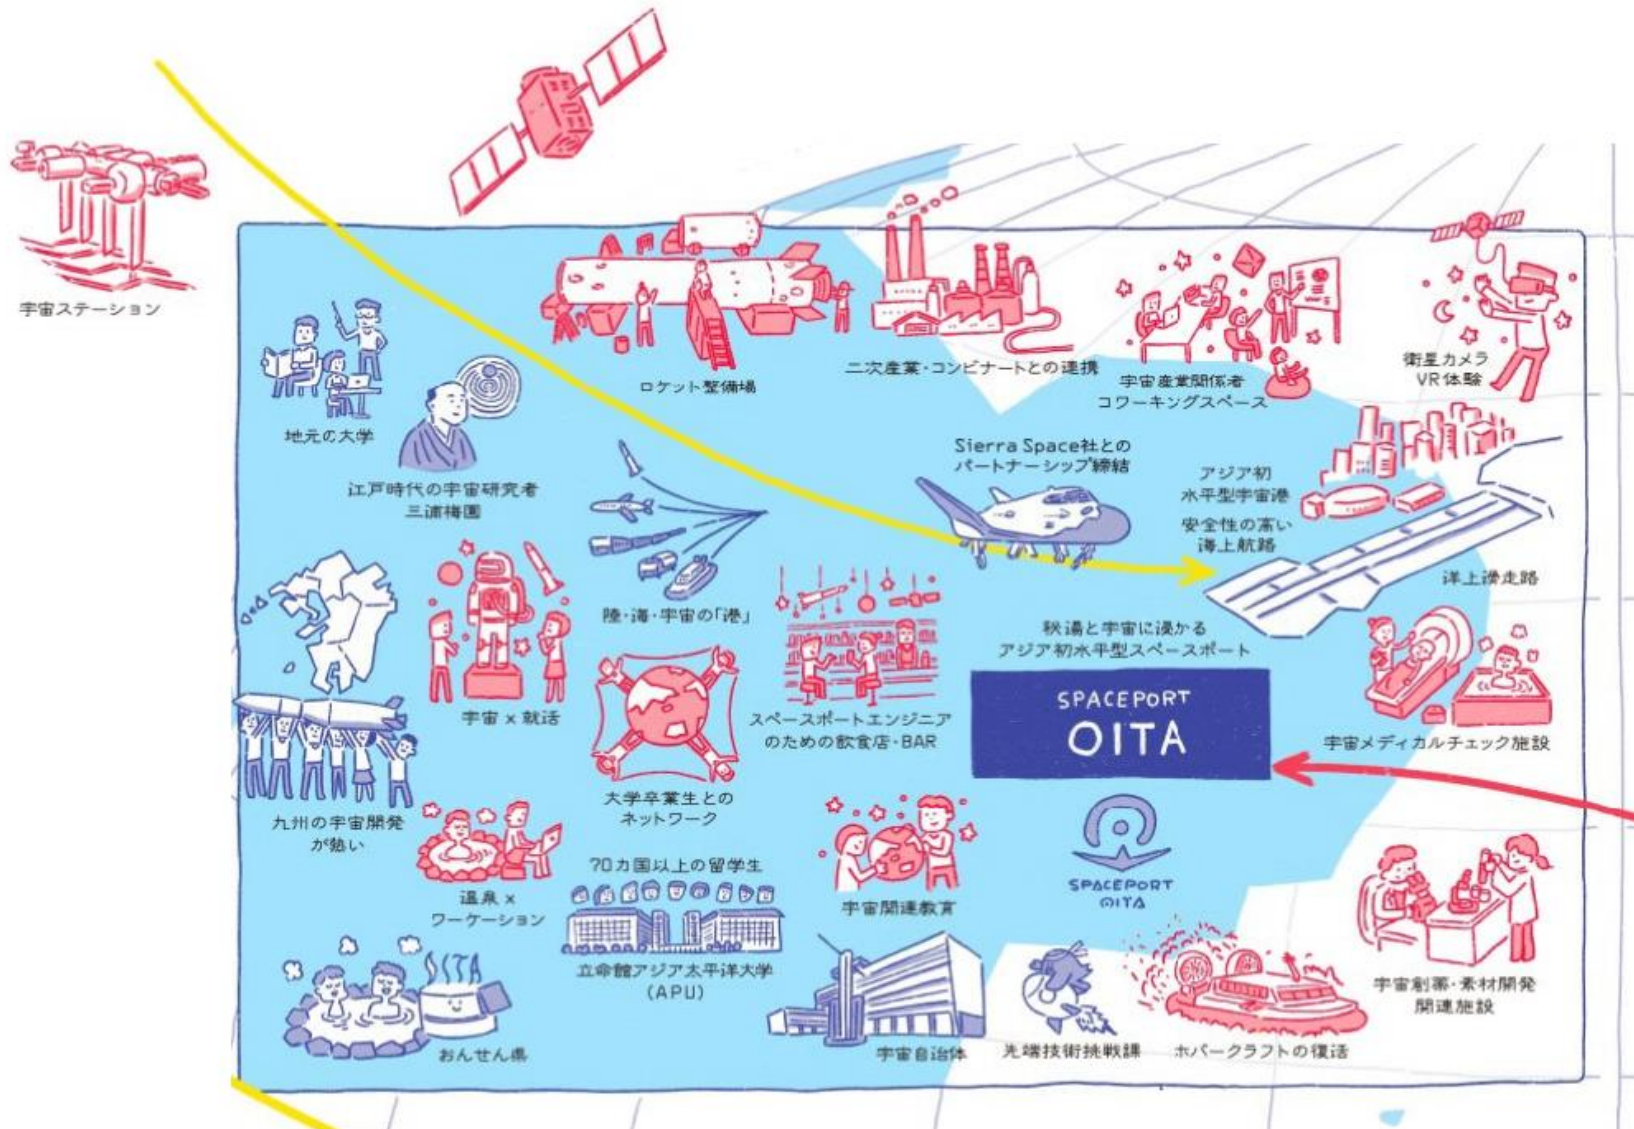 宇宙ステーション
地元の大学
江戸時代の宇宙研究者
三浦梅園
ロケット整備場
二次産業・コンビナートとの連携
宇宙産業関係者
コワーキングスペース
衛星カメラ
VR体験
Sierra Space社との
パートナーシップ締結
アジア初
水平型宇宙港
安全性の高い
海上航路
洋上滑走路
陸・海・宇宙の「港」
秘湯と宇宙に浸かる
アジア初水平型スペースポート
SPACEPORT
OITA
宇宙 x 就活
スペースポートエンジニア
のための飲食店・BAR
宇宙メディカルチェック施設
九州の宇宙開発
が熱い
大学卒業生との
ネットワーク
温泉 x
ワーケーション
70カ国以上の留学生
立命館アジア太平洋大学
(APU)
宇宙関連教育
SPACEPORT
OITA
OITA
おんせん県
宇宙自治体
先端技術挑戦課
ホバークラフトの復活
宇宙創薬・素材開発
関連施設